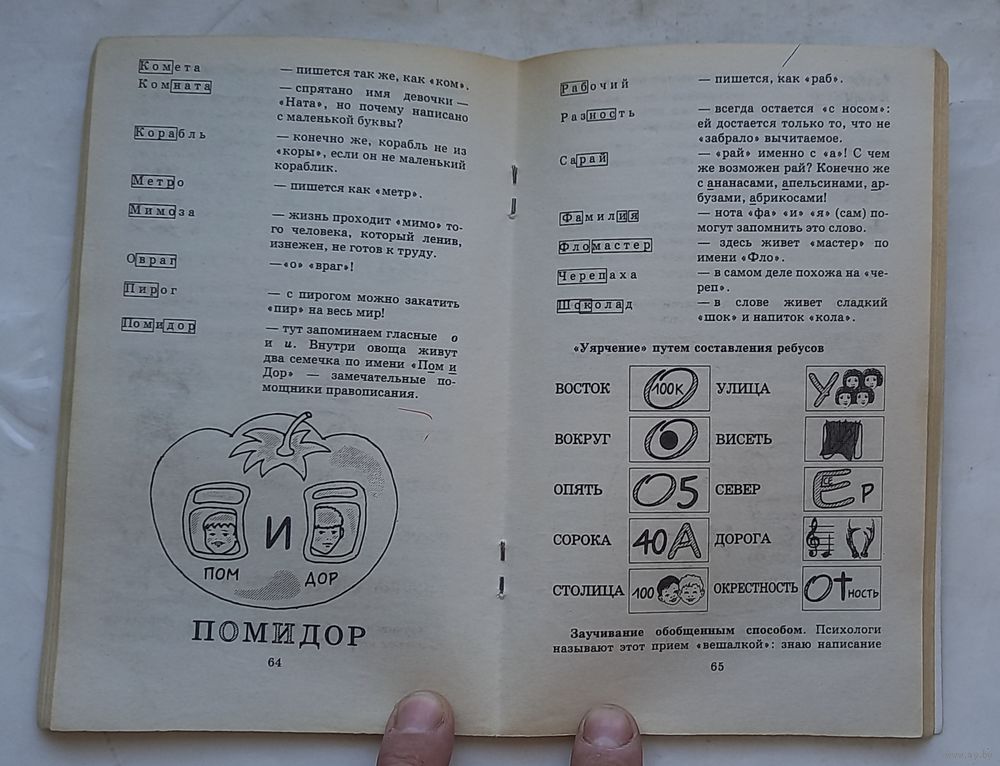 Комета — пишется так же, как «ком».
Комната — спрятано имя девочки —
«Ната», но почему написано
с маленькой буквы?
Корабль — конечно же, корабль не из
«коры», если он не маленький
кораблик.
Метро — пишется как «метр».
Мимоза — жизнь проходит «мимо» то-
го человека, который ленив,
изнежен, не готов к труду.
Овраг —«о» «враг»!
Пирог — с пирогом можно закатить
«пир» на весь мир!
Помидор — тут запоминаем гласные о
и и. Внутри овоща живут
два семечка по имени «Пом и
Дор» — замечательные по-
мощники правописания.
И
ПОМ ДОР
ПОМИДОР
64
Рабочий — пишется, как «раб».
Разность — всегда остается «с носом»:
ей достается только то, что не
«забрало» вычитаемое.
Сарай — «рай» именно с «а»! С чем
же возможен рай? Конечно же
с ананасами, апельсинами, ар-
бузами, абрикосами!
Фамилия — нота «фа» «и» «я» (сам) по-
могут запомнить это слово.
Фломастер — здесь живет «мастер» по
имени «Фло».
Черепаха — в самом деле похожа на «че-
реп».
Шоколад — в слове живет сладкий
«шок» и напиток «кола».
«Уярчение» путем составления ребусов
ВОСТОК 100К УЛИЦА У
ВОКРУГ О ВИСЕТЬ
ОПЯТЬ О5 СЕВЕР Ер
СОРОКА 40А ДОРОГА
СТОЛИЦА 100 ОКРЕСТНОСТЬ О†ность
Заучивание обобщенным способом. Психологи
называют этот прием «вешалкой»: знаю написание
65
www.ay.by